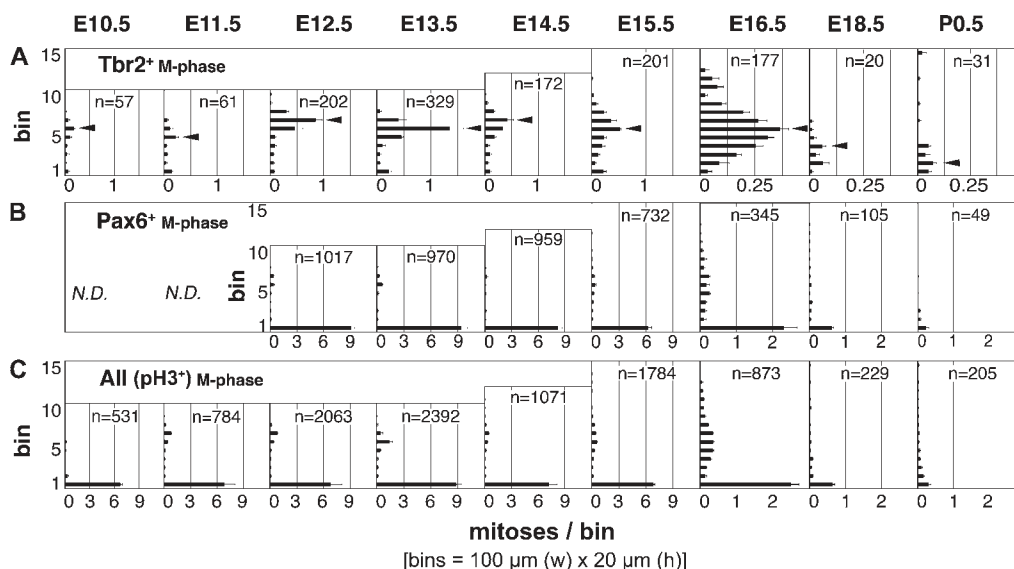 E10.5 E11.5 E12.5 E13.5 E14.5 E15.5 E16.5 E18.5 P0.5
A
15 10 5 1
bin
Tbr2⁺ M-phase
n=57 n=61 n=202 n=329 n=172 n=201 n=177 n=20 n=31
0 1 0 1 0 1 0 1 0 1 0 1 0 0.25 0 0.25 0 0.25
B
Pax6⁺ M-phase
N.D. N.D.
15 10 5 1
bin
n=1017 n=970 n=959 n=732 n=345 n=105 n=49
0 3 6 9 0 3 6 9 0 3 6 9 0 3 6 9 0 1 2 0 1 2 0 1 2
C
15 10 5 1
bin
All (pH3⁺) M-phase
n=531 n=784 n=2063 n=2392 n=1071 n=1784 n=873 n=229 n=205
0 3 6 9 0 3 6 9 0 3 6 9 0 3 6 9 0 3 6 9 0 3 6 9 0 1 2 0 1 2 0 1 2
mitoses / bin
[bins = 100 µm (w) x 20 µm (h)]